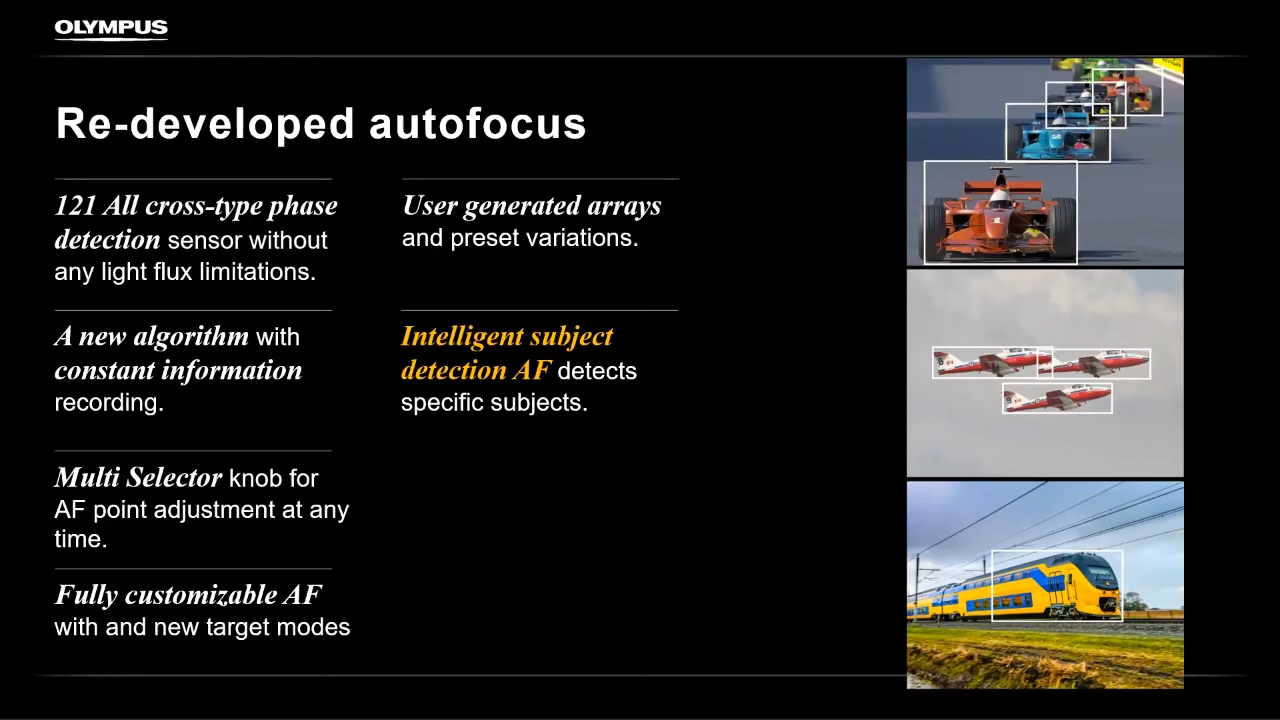 OLYMPUS
Re-developed autofocus
121 All cross-type phase
detection sensor without
any light flux limitations.
A new algorithm with
constant information
recording.
Multi Selector knob for
AF point adjustment at any
time.
Fully customizable AF
with and new target modes
User generated arrays
and preset variations.
Intelligent subject
detection AF detects
specific subjects.